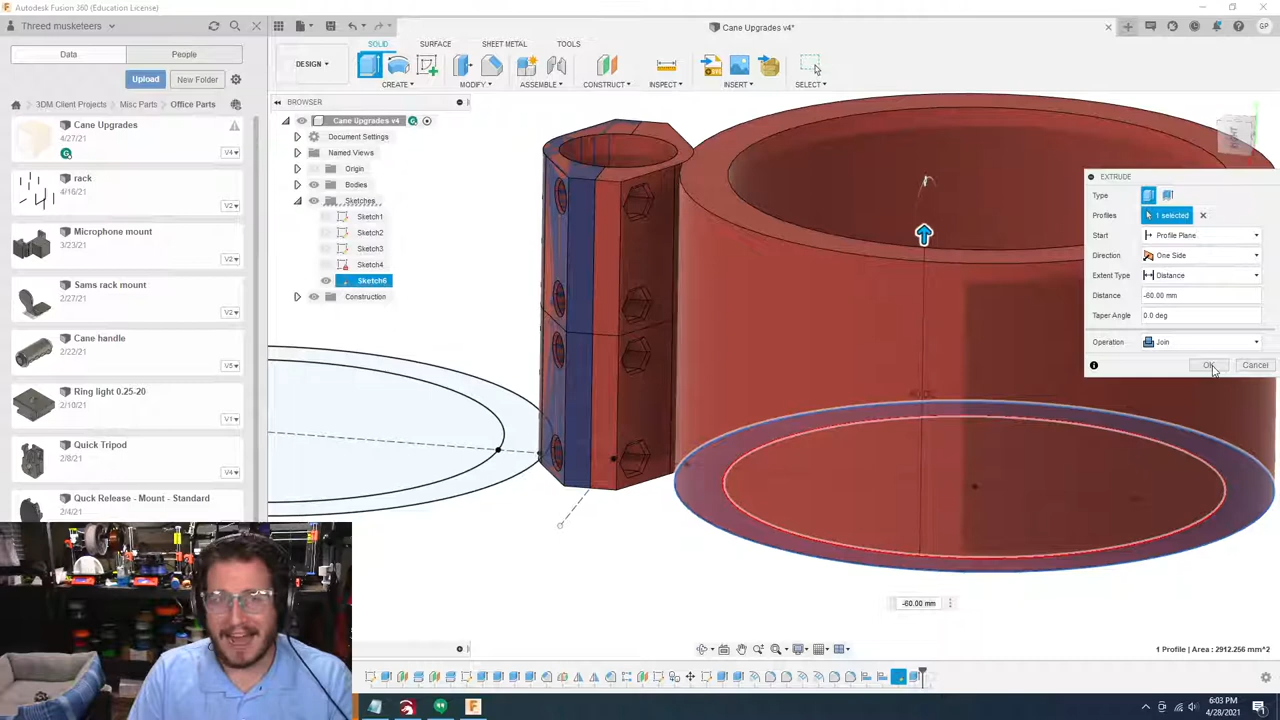 Autodesk Fusion 360 (Education License)
Threed musketeers
Cane Upgrades v4*
GP
Data
People
SOLID
SURFACE
SHEET METAL
TOOLS
DESIGN
CREATE
MODIFY
ASSEMBLE
CONSTRUCT
INSPECT
INSERT
SELECT
Upload
New Folder
3DM Client Projects
Misc Parts
Office Parts
BROWSER
Cane Upgrades v4
Document Settings
Named Views
Origin
Bodies
Sketches
Sketch1
Sketch2
Sketch3
Sketch4
Sketch6
Construction
Cane Upgrades
4/27/21
V4
rack
4/16/21
V2
Microphone mount
3/23/21
V2
Sams rack mount
2/27/21
V2
Cane handle
2/22/21
V5
Ring light 0.25-20
2/10/21
V1
Quick Tripod
2/8/21
V4
Quck Release - Mount - Standard
2/4/21
EXTRUDE
Type
Profiles
1 selected
Start
Profile Plane
Direction
One Side
Extent Type
Distance
Distance
-60.00 mm
Taper Angle
0.0 deg
Operation
Join
OK
Cancel
-60.00 mm
1 Profile | Area : 2912.256 mm^2
6:03 PM
4/28/2021